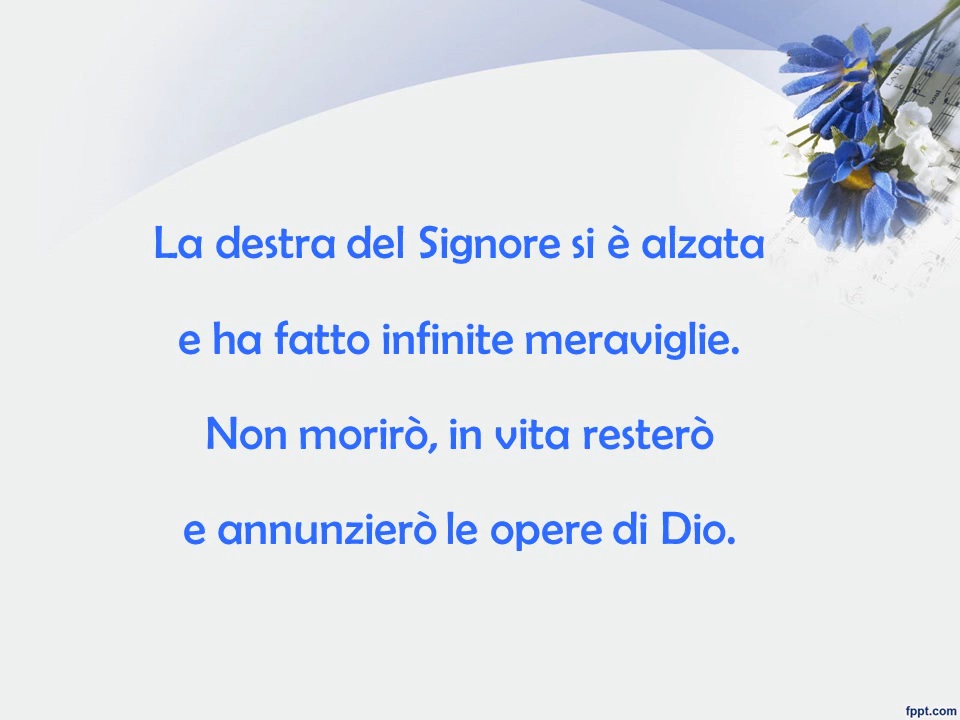 La destra del Signore si è alzata
e ha fatto infinite meraviglie.
Non morirò, in vita resterò
e annunzierò le opere di Dio.
fppt.com